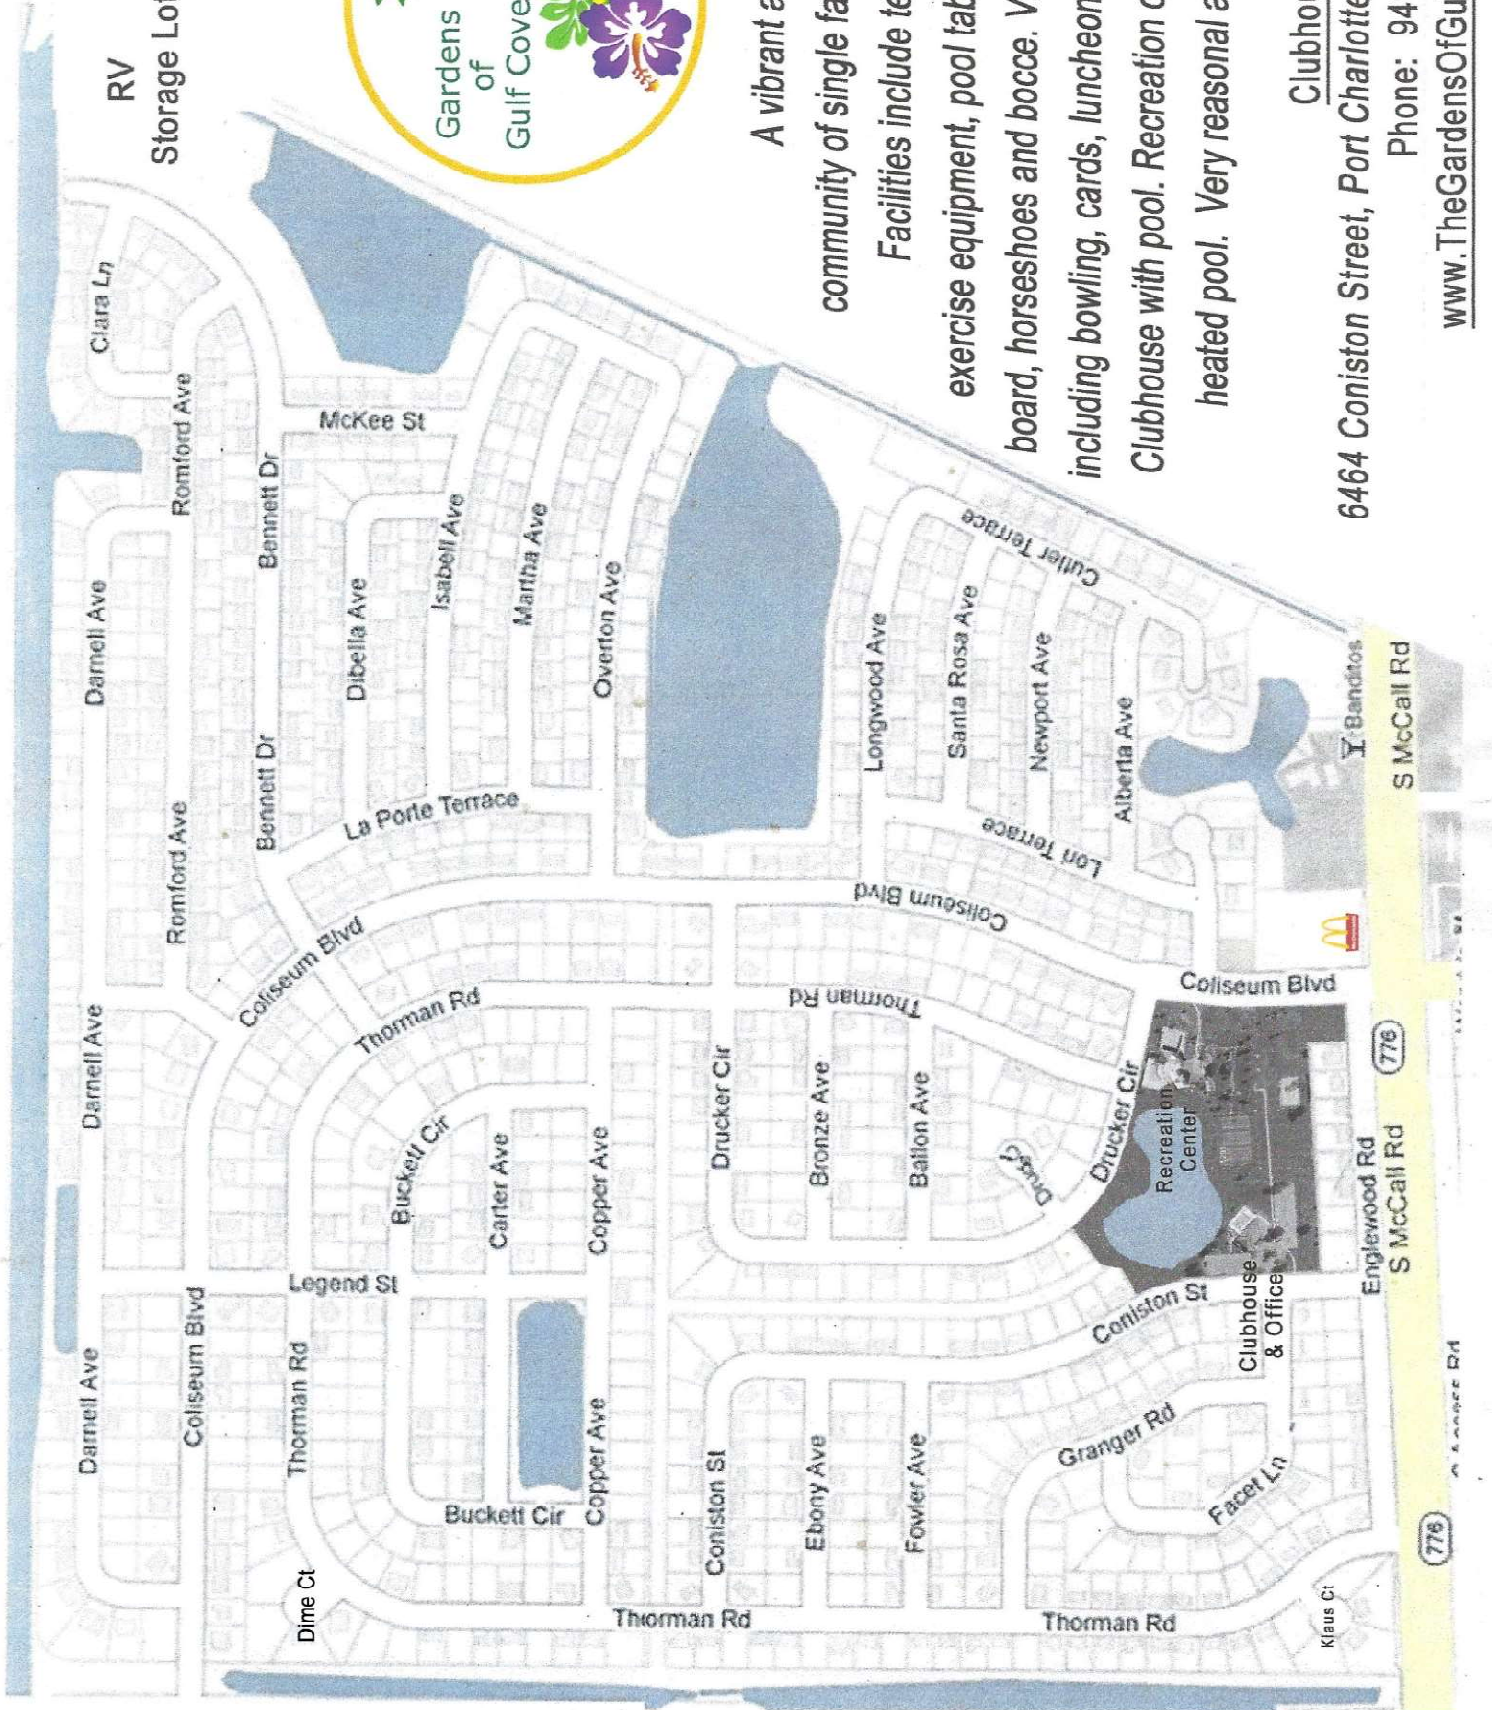 RV
Storage Lot
Gardens
of
Gulf Cove
A vibrant a
community of single fa
Facilities include te
exercise equipment, pool tab
board, horseshoes and bocce. V
including bowling, cards, luncheon
Clubhouse with pool. Recreation c
heated pool. Very reasonal a
Clubhou
6464 Coniston Street, Port Charlotte
Phone: 94
www.TheGardensOfGu
Clara Ln
Romford Ave
McKee St
Bennett Dr
Darnell Ave
Dibella Ave
Isabell Ave
Martha Ave
Overton Ave
Bennett Dr
La Porte Terrace
Romford Ave
Cutler Terrace
Longwood Ave
Santa Rosa Ave
Newport Ave
Alberta Ave
Lori Terrace
Banditos
S McCall Rd
McDonald's
Coliseum Blvd
Coliseum Blvd
Coliseum Blvd
Thorman Rd
Thorman Rd
Darnell Ave
Buckett Cir
Carter Ave
Copper Ave
Drucker Cir
Bronze Ave
Batlon Ave
Druq Ct
Drucker Cir
Recreation
Center
776
Englewood Rd
S McCall Rd
Legend St
Coniston St
Clubhouse
& Office
Darnell Ave
Coliseum Blvd
Thorman Rd
Buckett Cir
Copper Ave
Coniston St
Ebony Ave
Fowler Ave
Granger Rd
Facet Ln
776
Dime Ct
Thorman Rd
Thorman Rd
Klaus Ct